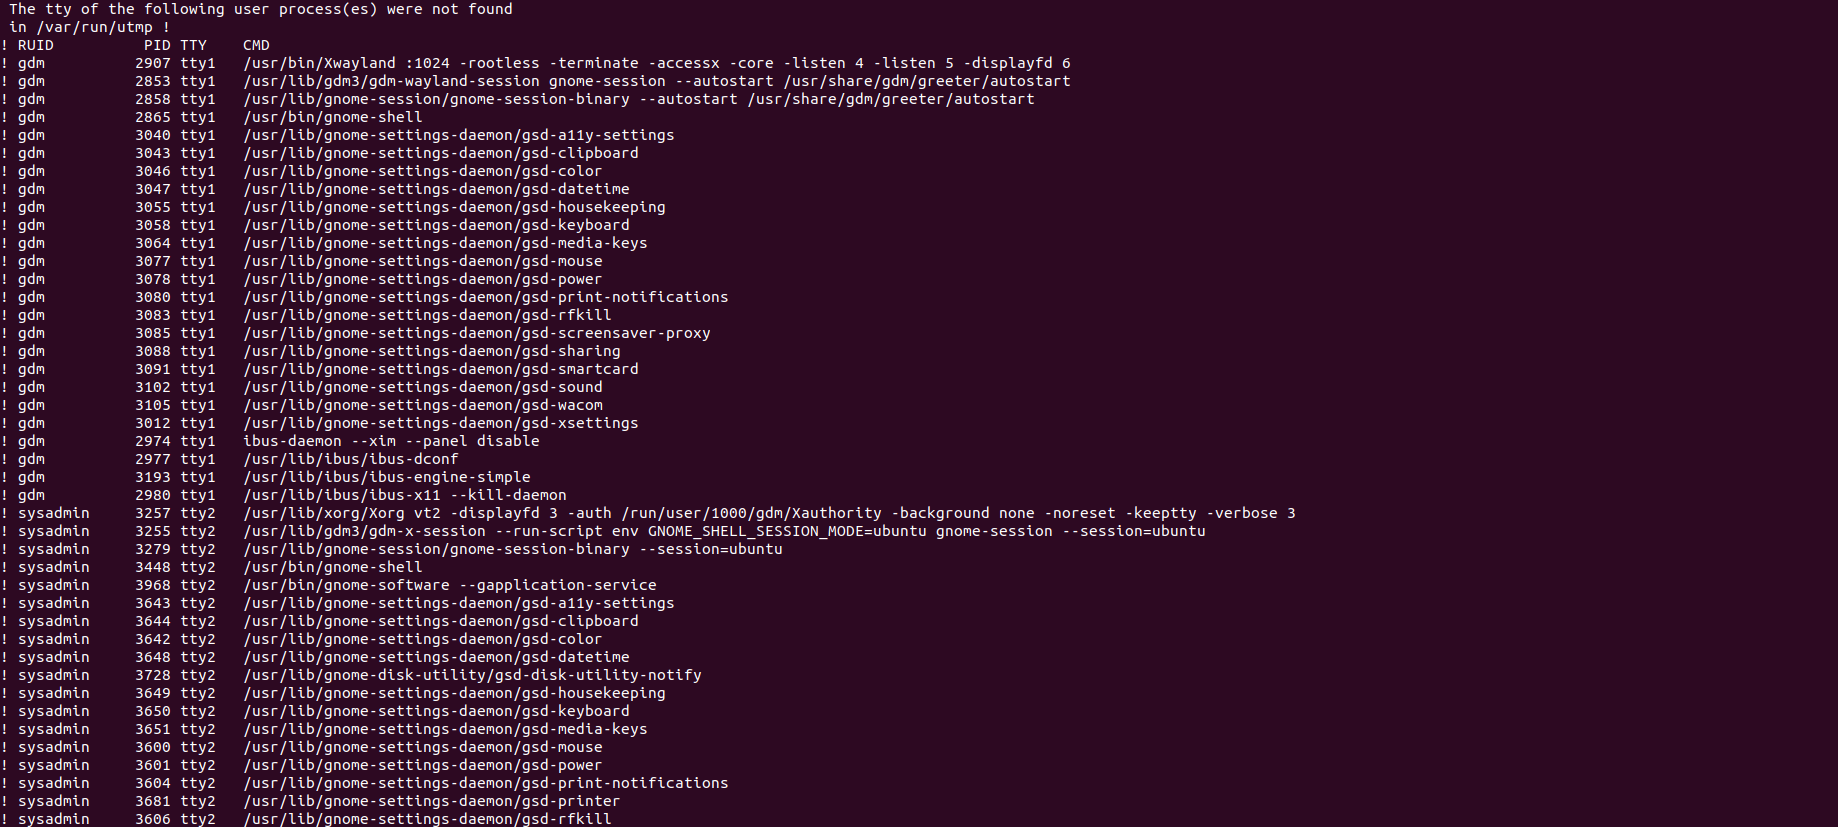 The tty of the following user process(es) were not found
in /var/run/utmp !
! RUID          PID TTY    CMD
! gdm          2907 tty1   /usr/bin/Xwayland :1024 -rootless -terminate -accessx -core -listen 4 -listen 5 -displayfd 6
! gdm          2853 tty1   /usr/lib/gdm3/gdm-wayland-session gnome-session --autostart /usr/share/gdm/greeter/autostart
! gdm          2858 tty1   /usr/lib/gnome-session/gnome-session-binary --autostart /usr/share/gdm/greeter/autostart
! gdm          2865 tty1   /usr/bin/gnome-shell
! gdm          3040 tty1   /usr/lib/gnome-settings-daemon/gsd-a11y-settings
! gdm          3043 tty1   /usr/lib/gnome-settings-daemon/gsd-clipboard
! gdm          3046 tty1   /usr/lib/gnome-settings-daemon/gsd-color
! gdm          3047 tty1   /usr/lib/gnome-settings-daemon/gsd-datetime
! gdm          3055 tty1   /usr/lib/gnome-settings-daemon/gsd-housekeeping
! gdm          3058 tty1   /usr/lib/gnome-settings-daemon/gsd-keyboard
! gdm          3064 tty1   /usr/lib/gnome-settings-daemon/gsd-media-keys
! gdm          3077 tty1   /usr/lib/gnome-settings-daemon/gsd-mouse
! gdm          3078 tty1   /usr/lib/gnome-settings-daemon/gsd-power
! gdm          3080 tty1   /usr/lib/gnome-settings-daemon/gsd-print-notifications
! gdm          3083 tty1   /usr/lib/gnome-settings-daemon/gsd-rfkill
! gdm          3085 tty1   /usr/lib/gnome-settings-daemon/gsd-screensaver-proxy
! gdm          3088 tty1   /usr/lib/gnome-settings-daemon/gsd-sharing
! gdm          3091 tty1   /usr/lib/gnome-settings-daemon/gsd-smartcard
! gdm          3102 tty1   /usr/lib/gnome-settings-daemon/gsd-sound
! gdm          3105 tty1   /usr/lib/gnome-settings-daemon/gsd-wacom
! gdm          3012 tty1   /usr/lib/gnome-settings-daemon/gsd-xsettings
! gdm          2974 tty1   ibus-daemon --xim --panel disable
! gdm          2977 tty1   /usr/lib/ibus/ibus-dconf
! gdm          3193 tty1   /usr/lib/ibus/ibus-engine-simple
! gdm          2980 tty1   /usr/lib/ibus/ibus-x11 --kill-daemon
! sysadmin     3257 tty2   /usr/lib/xorg/Xorg vt2 -displayfd 3 -auth /run/user/1000/gdm/Xauthority -background none -noreset -keeptty -verbose 3
! sysadmin     3255 tty2   /usr/lib/gdm3/gdm-x-session --run-script env GNOME_SHELL_SESSION_MODE=ubuntu gnome-session --session=ubuntu
! sysadmin     3279 tty2   /usr/lib/gnome-session/gnome-session-binary --session=ubuntu
! sysadmin     3448 tty2   /usr/bin/gnome-shell
! sysadmin     3968 tty2   /usr/bin/gnome-software --gapplication-service
! sysadmin     3643 tty2   /usr/lib/gnome-settings-daemon/gsd-a11y-settings
! sysadmin     3644 tty2   /usr/lib/gnome-settings-daemon/gsd-clipboard
! sysadmin     3642 tty2   /usr/lib/gnome-settings-daemon/gsd-color
! sysadmin     3648 tty2   /usr/lib/gnome-settings-daemon/gsd-datetime
! sysadmin     3728 tty2   /usr/lib/gnome-disk-utility/gsd-disk-utility-notify
! sysadmin     3649 tty2   /usr/lib/gnome-settings-daemon/gsd-housekeeping
! sysadmin     3650 tty2   /usr/lib/gnome-settings-daemon/gsd-keyboard
! sysadmin     3651 tty2   /usr/lib/gnome-settings-daemon/gsd-media-keys
! sysadmin     3600 tty2   /usr/lib/gnome-settings-daemon/gsd-mouse
! sysadmin     3601 tty2   /usr/lib/gnome-settings-daemon/gsd-power
! sysadmin     3604 tty2   /usr/lib/gnome-settings-daemon/gsd-print-notifications
! sysadmin     3681 tty2   /usr/lib/gnome-settings-daemon/gsd-printer
! sysadmin     3606 tty2   /usr/lib/gnome-settings-daemon/gsd-rfkill